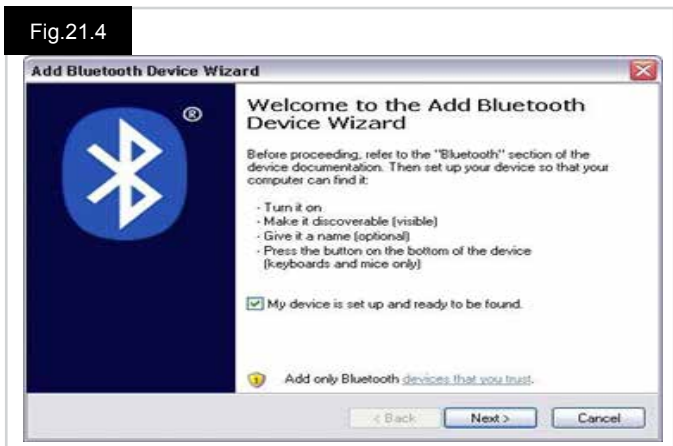 Fig.21.4
Add Bluetooth Device Wizard
®
Welcome to the Add Bluetooth
Device Wizard
Before proceeding, refer to the "Bluetooth" section of the
device documentation. Then set up your device so that your
computer can find it:
- Turn it on
- Make it discoverable (visible)
- Give it a name (optional)
- Press the button on the bottom of the device
(keyboards and mice only)
My device is set up and ready to be found.
Add only Bluetooth devices that you trust.
< Back Next > Cancel